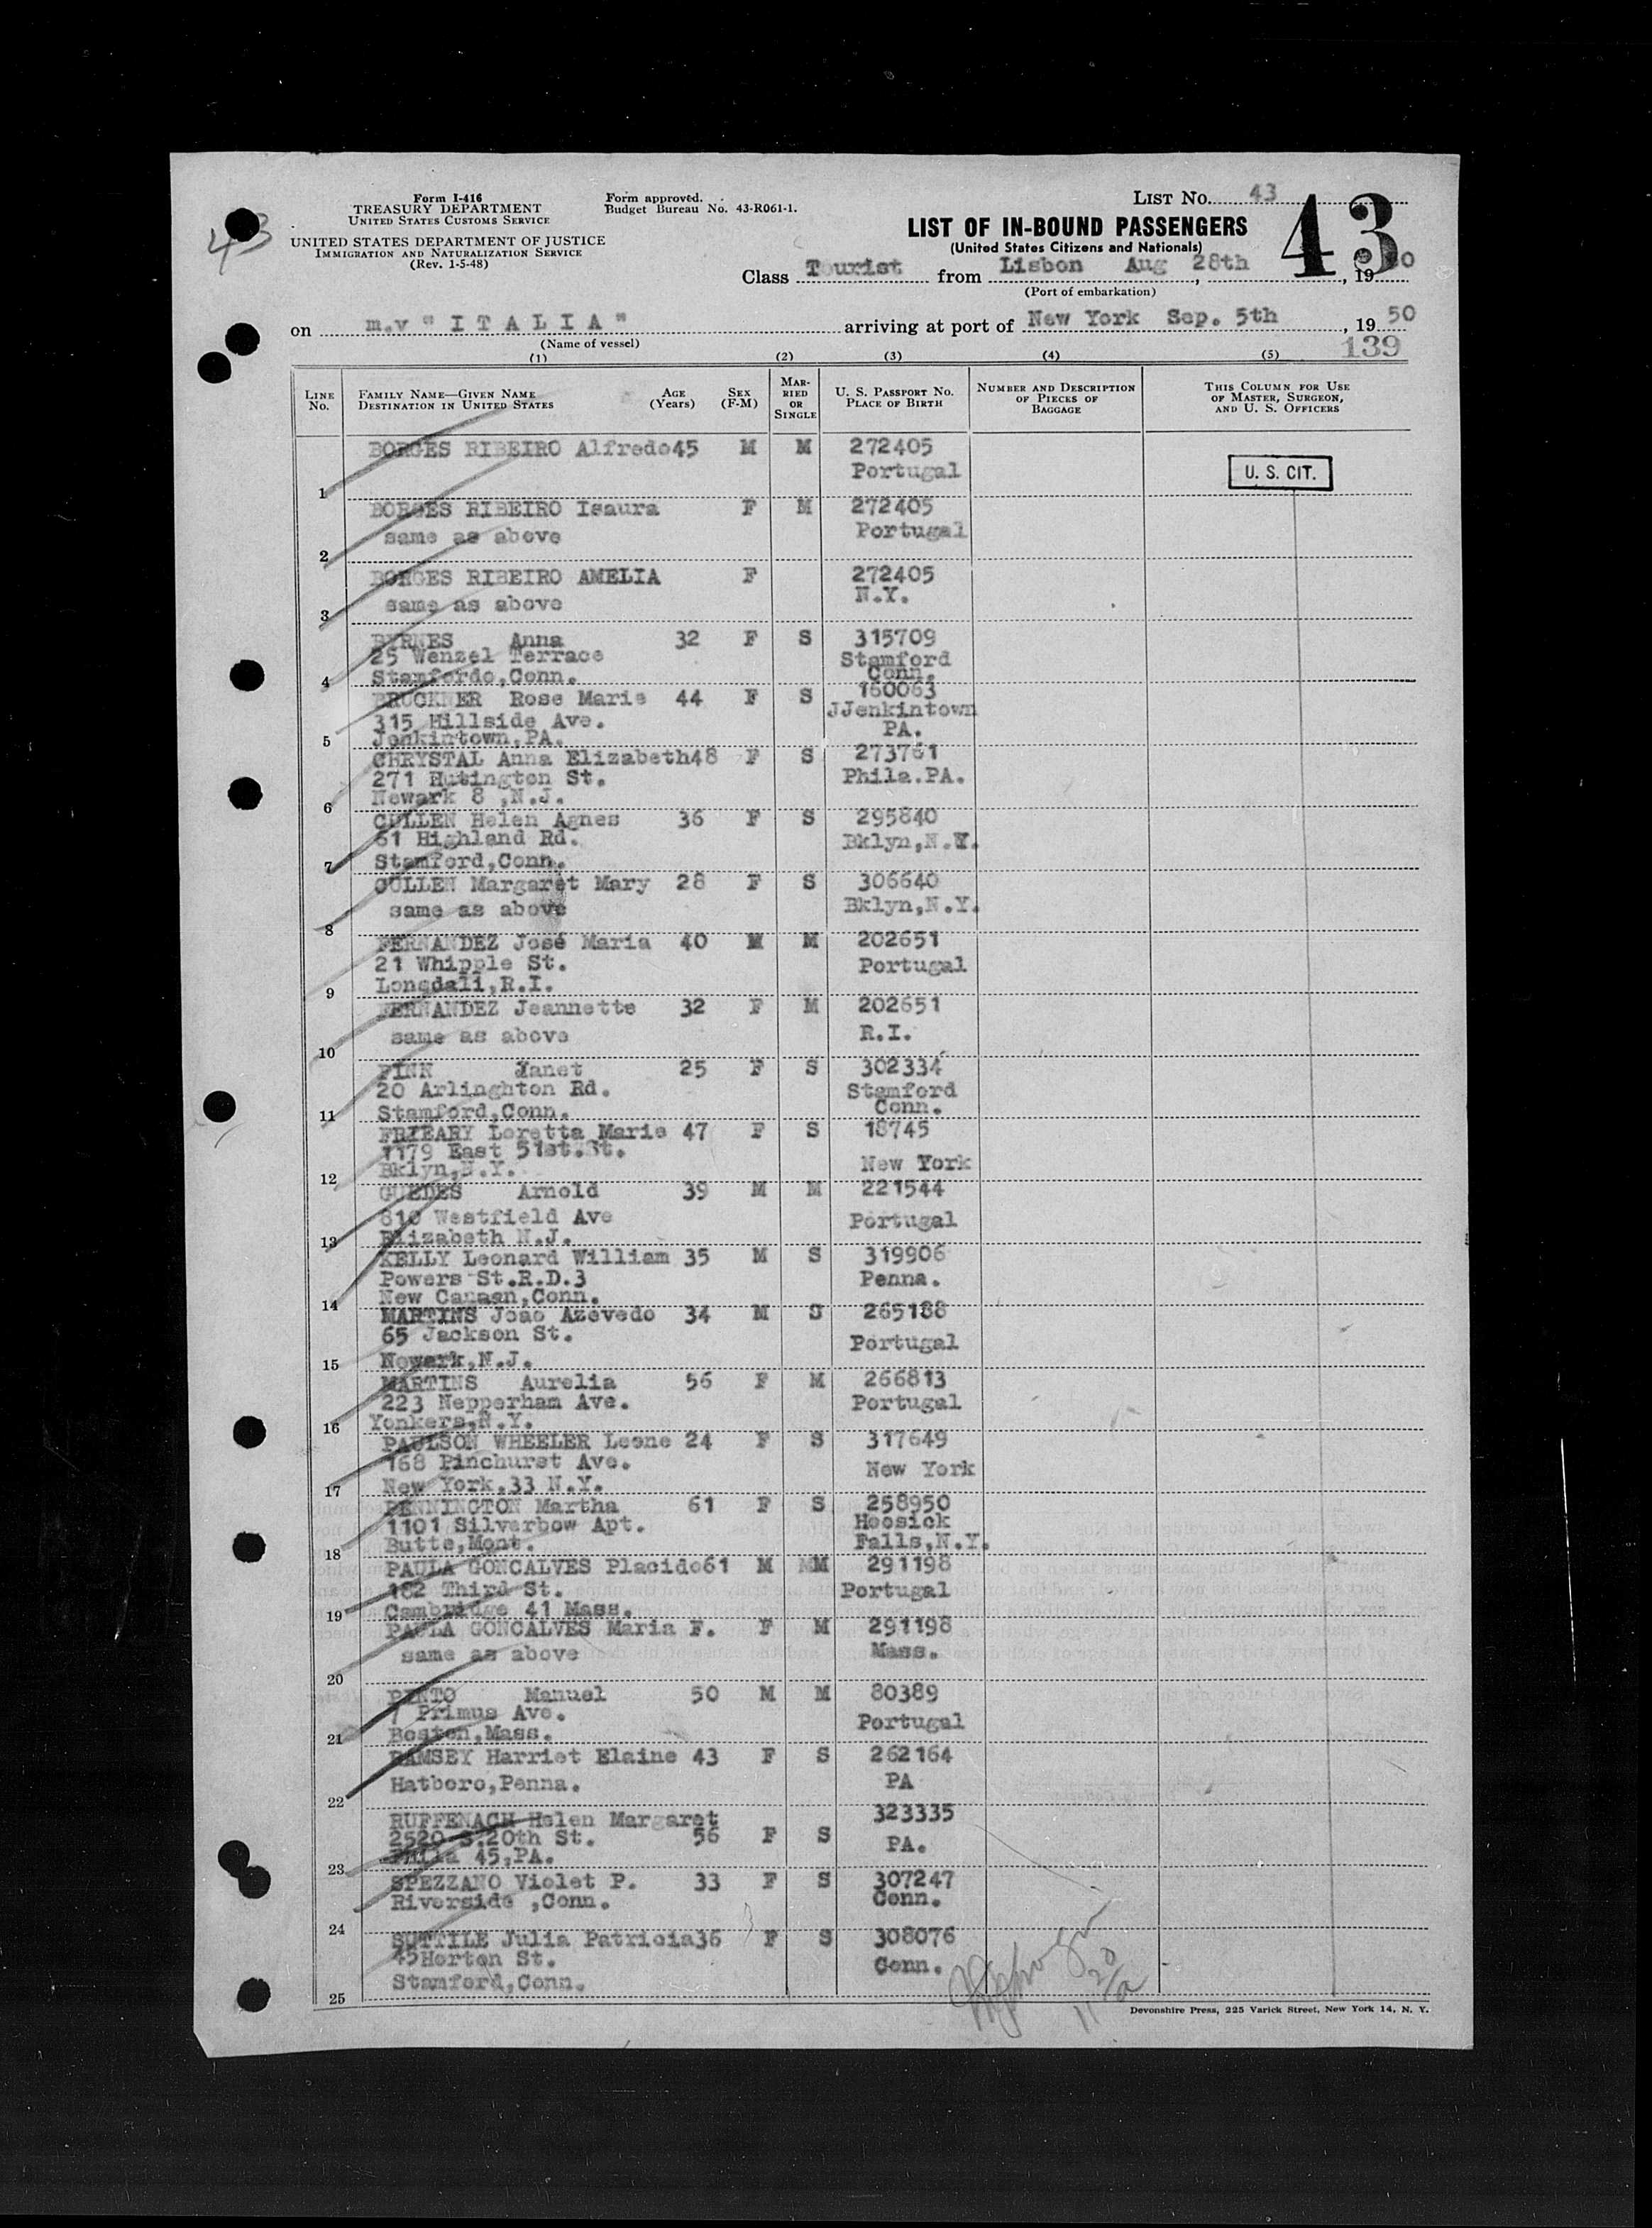 Form I-416
TREASURY DEPARTMENT
UNITED STATES CUSTOMS SERVICE
UNITED STATES DEPARTMENT OF JUSTICE
IMMIGRATION AND NATURALIZATION SERVICE
(Rev. 1-5-48)
Form approved.
Budget Bureau No. 43-R061-1.
LIST No. 43
43
43
LIST OF IN-BOUND PASSENGERS
(United States Citizens and Nationals)
Class Tourist from Lisbon Aug 28th, 19
(Port of embarkation)
on m.v " I T A L I A " arriving at port of New York Sep. 5th, 19 50
(Name of vessel)
139
(1) (2) (3) (4) (5)
LINE No. FAMILY NAME—GIVEN NAME DESTINATION IN UNITED STATES AGE (Years) SEX (F-M) MARRIED OR SINGLE U. S. PASSPORT No. PLACE OF BIRTH NUMBER AND DESCRIPTION OF PIECES OF BAGGAGE THIS COLUMN FOR USE OF MASTER, SURGEON, AND U. S. OFFICERS
BORGES RIBEIRO Alfredo45 M M 272405
Portugal
U. S. CIT.
1
BORGES RIBEIRO Isaura F M 272405
same as above Portugal
2
BORGES RIBEIRO AMELIA F 272405
same as above N.Y.
3
BYRNES Anna 32 F S 315709
25 Wenzel Terrace Stamford
4 Stamfordo,Conn. Conn.
BRUCKNER Rose Marie 44 F S 160063
315 Hillside Ave. JJenkintown
5 Jenkintown,PA. PA.
CHRYSTAL Anna Elizabeth48 F S 273761
271 Hutington St. Phila.PA.
6 Newark 8 ,N.J.
CULLEN Helen Agnes 36 F S 295840
61 Highland Rd. Bklyn,N.Y.
7 Stamford,Conn.
CULLEN Margaret Mary 28 F S 306640
same as above Bklyn,N.Y.
8
FERNANDEZ José Maria 40 M M 202651
21 Whipple St. Portugal
9 Lonsdali,R.I.
FERNANDEZ Jeannette 32 F M 202651
same as above R.I.
10
FINN Janet 25 F S 302334
20 Arlinghton Rd. Stamford
11 Stamford,Conn. Conn.
FRIEARY Loretta Marie 47 F S 18745
1179 East 51st.St.
12 Bklyn,N.Y. New York
GUEDES Arnold 39 M M 221544
810 Westfield Ave Portugal
13 Elizabeth N.J.
KELLY Leonard William 35 M S 319906
Powers St.R.D.3 Penna.
14 New Canaan,Conn.
MARTINS Joao Azevedo 34 M S 265188
65 Jackson St. Portugal
15 Newark,N.J.
MARTINS Aurelia 56 F M 266813
223 Nepperham Ave. Portugal
16 Yonkers,N.Y.
PAULSON WHEELER Leone 24 F S 317649
168 Pinchurst Ave. New York
17 New York,33 N.Y.
PENNINGTON Martha 61 F S 258950
1101 Silverbow Apt. Hoosick
18 Butte,Mont. Falls,N.Y.
PAULA GONCALVES Placido61 M MM 291198
182 Third St. Portugal
19 Cambridge 41 Mass.
PAULA GONCALVES Maria F. F M 291198
same as above Mass.
20
PINTO Manuel 50 M M 80389
7 Primus Ave. Portugal
21 Boston,Mass.
RAMSEY Harriet Elaine 43 F S 262164
Hatboro,Penna. PA
22
RUFFENACH Helen Margaret 323335
2520 S.20th St. 56 F S PA.
23 Phila 45,PA.
SPEZZANO Violet P. 33 F S 307247
Riverside ,Conn. Conn.
24
SUTTILE Julia Patricia36 F S 308076
45Horton St. Conn.
25 Stamford,Conn.
Devonshire Press, 225 Varick Street, New York 14, N. Y.